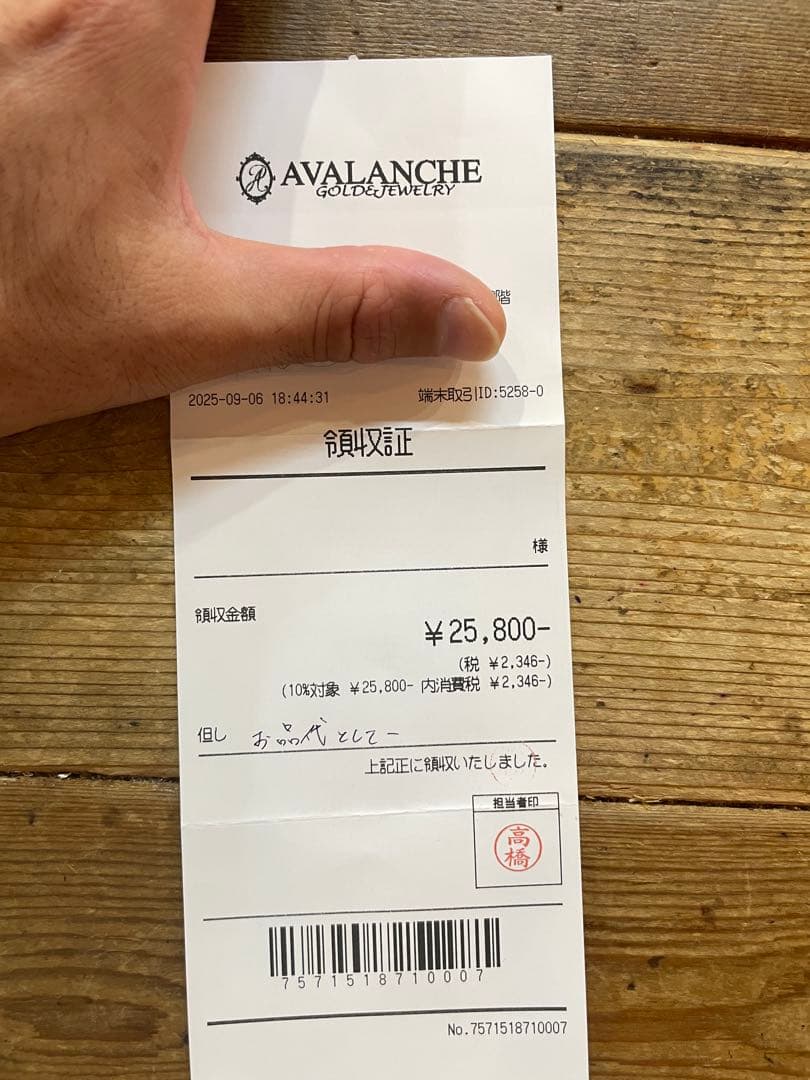 AVALANCHE
GOLD&JEWELRY
階
2025-09-06 18:44:31 端末取引ID:5258-0
領収証
様
領収金額
¥25,800-
(税 ¥2,346-)
(10%対象 ¥25,800- 内消費税 ¥2,346-)
但し お品代として-
上記正に領収いたしました。
担当者印
高橋
7571518710007
No.7571518710007